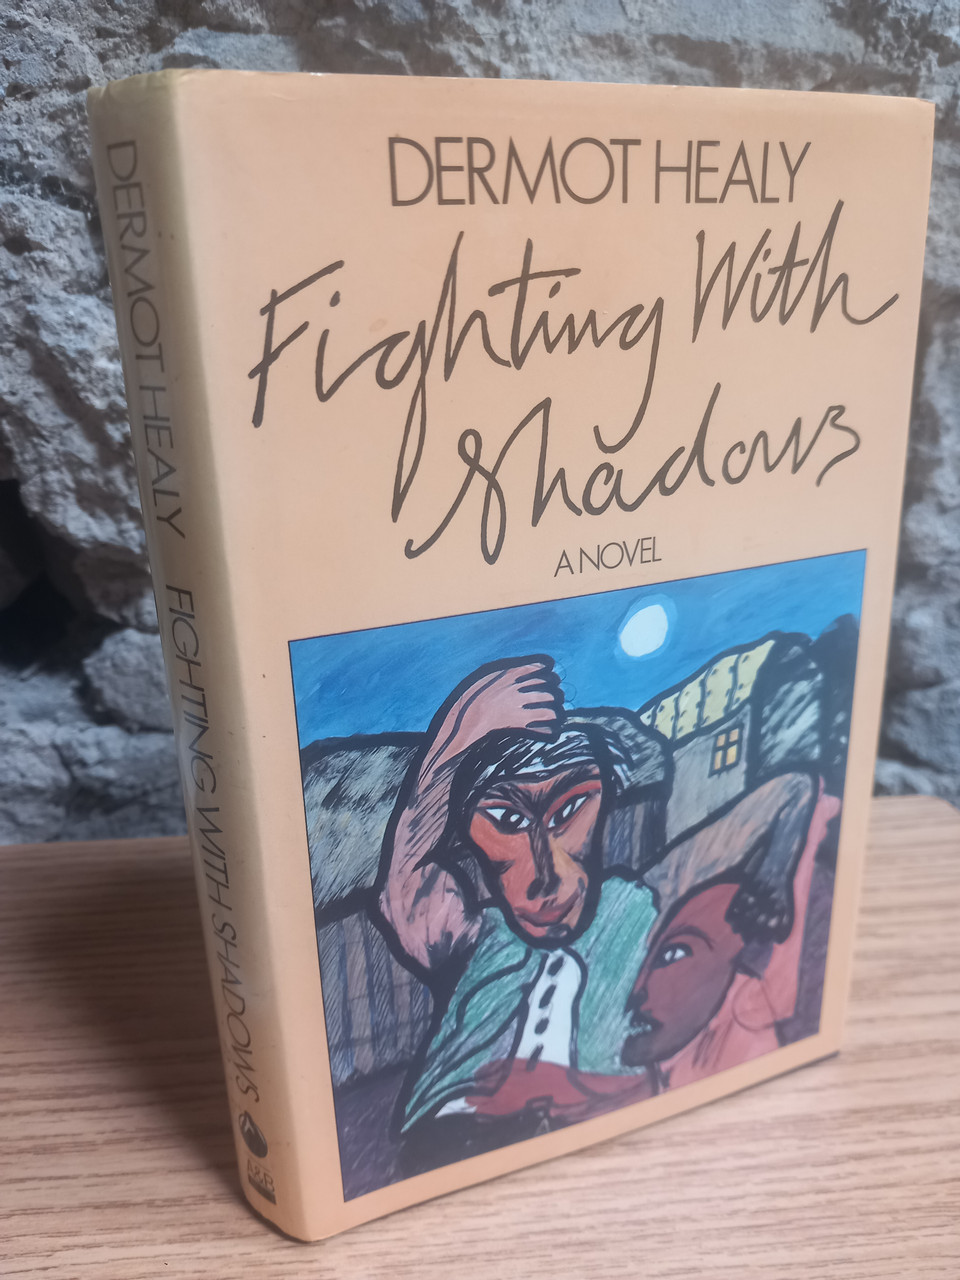 DERMOT HEALY
Fighting With
Shadows
A NOVEL
DERMOT HEALY FIGHTING WITH SHADOWS
A&B